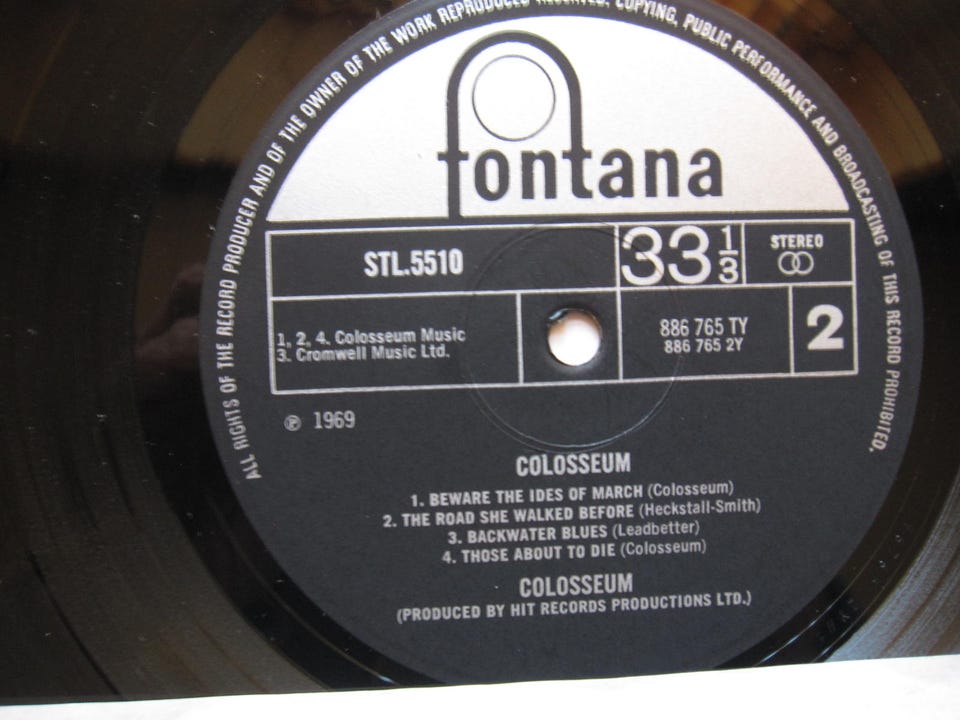 ALL RIGHTS OF THE RECORD PRODUCER AND OF THE OWNER OF THE WORK REPRODUCED RESERVED. COPYING, PUBLIC PERFORMANCE AND BROADCASTING OF THIS RECORD PROHIBITED.
fontana
STL.5510
33 1/3
STEREO
1, 2, 4. Colosseum Music
3. Cromwell Music Ltd.
886 765 TY
886 765 2Y
2
℗ 1969
COLOSSEUM
1. BEWARE THE IDES OF MARCH (Colosseum)
2. THE ROAD SHE WALKED BEFORE (Heckstall-Smith)
3. BACKWATER BLUES (Leadbetter)
4. THOSE ABOUT TO DIE (Colosseum)
COLOSSEUM
(PRODUCED BY HIT RECORDS PRODUCTIONS LTD.)